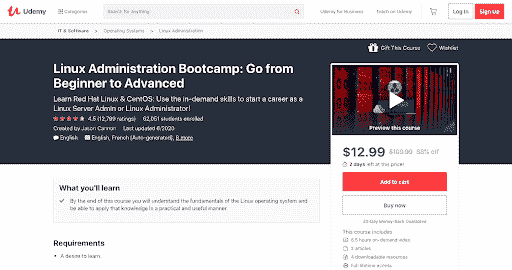 Udemy
Categories
Search for anything
Udemy for Business
Teach on Udemy
Log In
Sign Up
IT & Software > Operating Systems > Linux Administration
Gift This Course
Wishlist
Linux Administration Bootcamp: Go from
Beginner to Advanced
Learn Red Hat Linux & CentOS: Use the in-demand skills to start a career as a
Linux Server Admin or Linux Administrator!
4.5 (12,799 ratings) 62,051 students enrolled
Created by Jason Cannon Last updated 6/2020
English English, French [Auto-generated], 8 more
Preview this course
$12.99 $109.99 88% off
2 days left at this price!
Add to cart
Buy now
30-Day Money-Back Guarantee
This course includes
6.5 hours on-demand video
2 articles
4 downloadable resources
Full lifetime access
What you'll learn
By the end of this course you will understand the fundamentals of the Linux operating system and
be able to apply that knowledge in a practical and useful manner.
Requirements
A desire to learn.